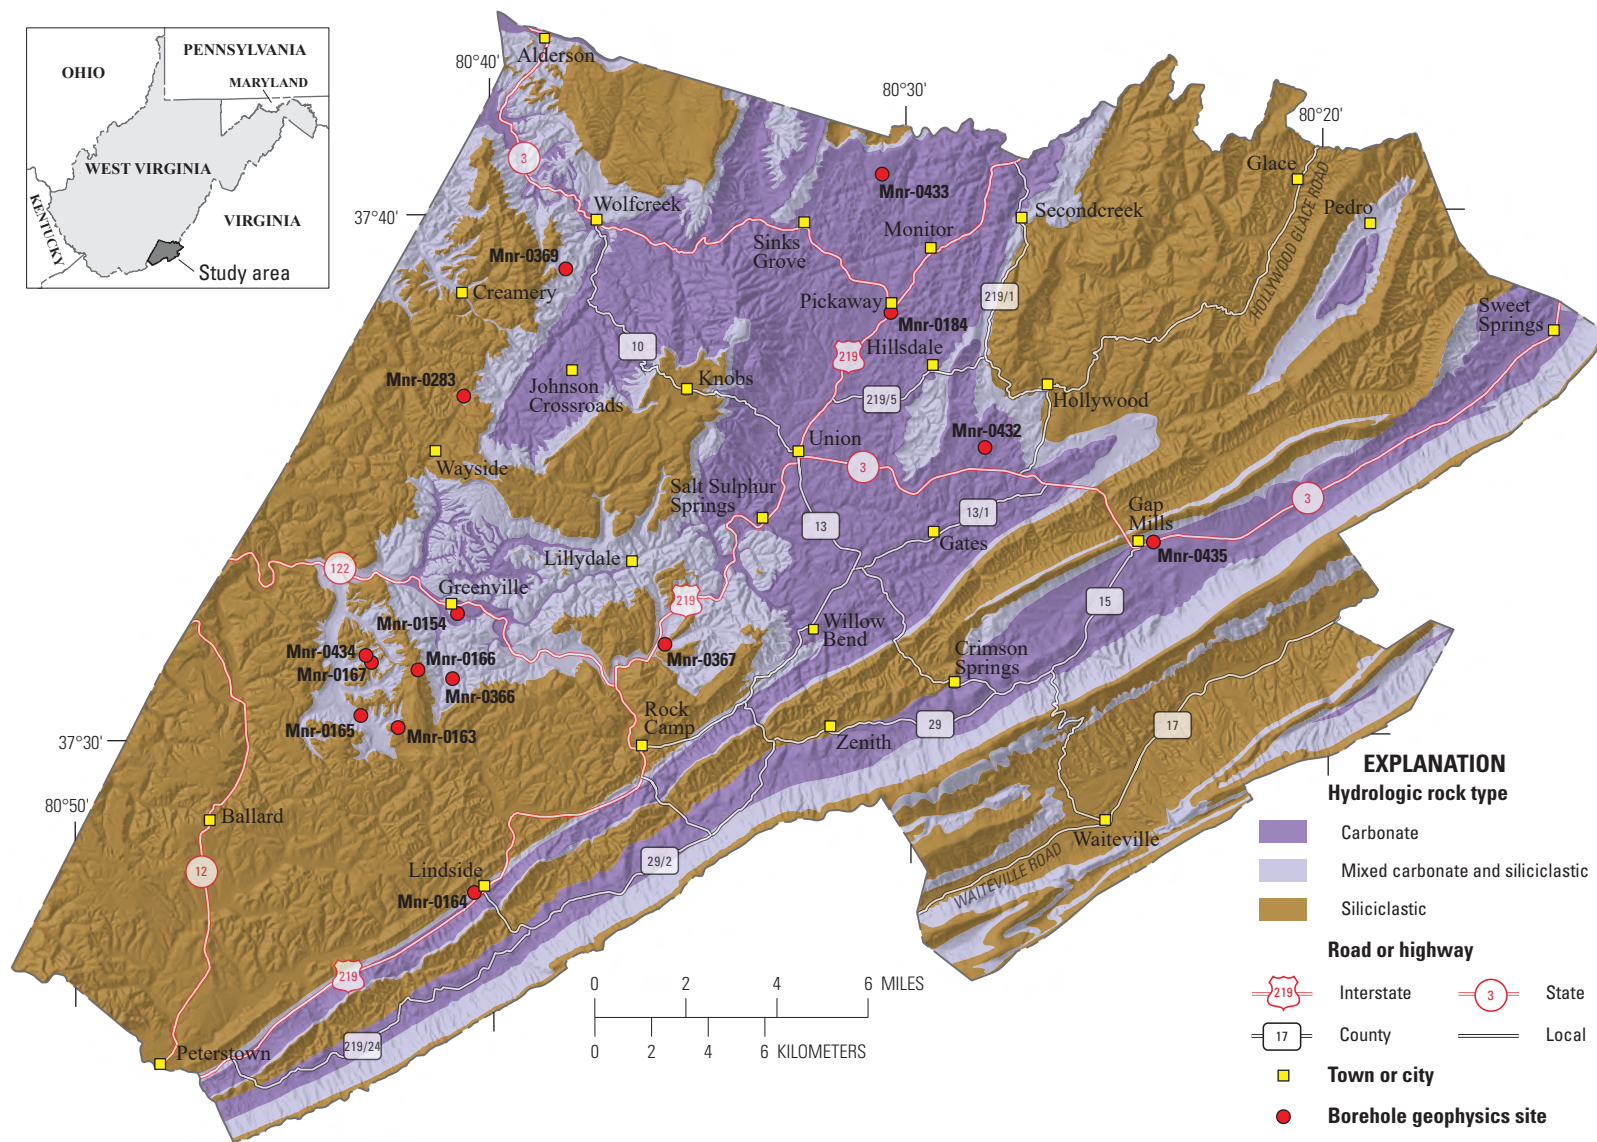 PENNSYLVANIA
OHIO
MARYLAND
WEST VIRGINIA
KENTUCKY
VIRGINIA
Study area
80°40'
80°30'
80°20'
37°40'
37°30'
80°50'
Alderson
3
Wolfcreek
Mnr-0433
Glace
HOLLYWOOD GLACE ROAD
Pedro
Secondcreek
Sinks
Grove
Monitor
Mnr-0369
Creamery
Pickaway
219/1
Mnr-0184
Sweet
Springs
10
219
Hillsdale
Mnr-0283
Johnson
Crossroads
Knobs
219/5
Hollywood
Mnr-0432
Union
Wayside
3
Salt Sulphur
Springs
3
13
13/1
Gap
Mills
Gates
Mnr-0435
122
Lillydale
Greenville
219
15
Mnr-0154
Willow
Bend
Mnr-0434
Mnr-0167
Mnr-0166
Mnr-0367
Mnr-0366
Crimson
Springs
Mnr-0165
Mnr-0163
Rock
Camp
29
17
Zenith
Ballard
Waiteville
WAITEVILLE ROAD
12
29/2
Lindside
Mnr-0164
219
219/24
Peterstown
0 2 4 6 MILES
0 2 4 6 KILOMETERS
EXPLANATION
Hydrologic rock type
Carbonate
Mixed carbonate and siliciclastic
Siliciclastic
Road or highway
219 Interstate 3 State
17 County Local
Town or city
Borehole geophysics site